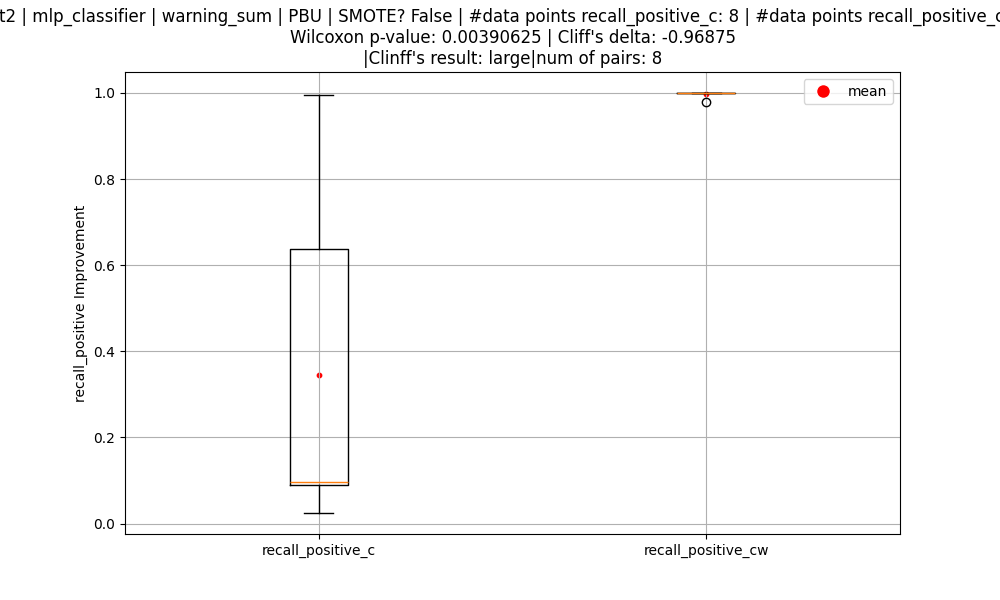 t2 | mlp_classifier | warning_sum | PBU | SMOTE? False | #data points recall_positive_c: 8 | #data points recall_positive_c
Wilcoxon p-value: 0.00390625 | Cliff's delta: -0.96875
|Clinff's result: large|num of pairs: 8
mean
1.0
0.8
0.6
0.4
0.2
0.0
recall_positive Improvement
recall_positive_c
recall_positive_cw